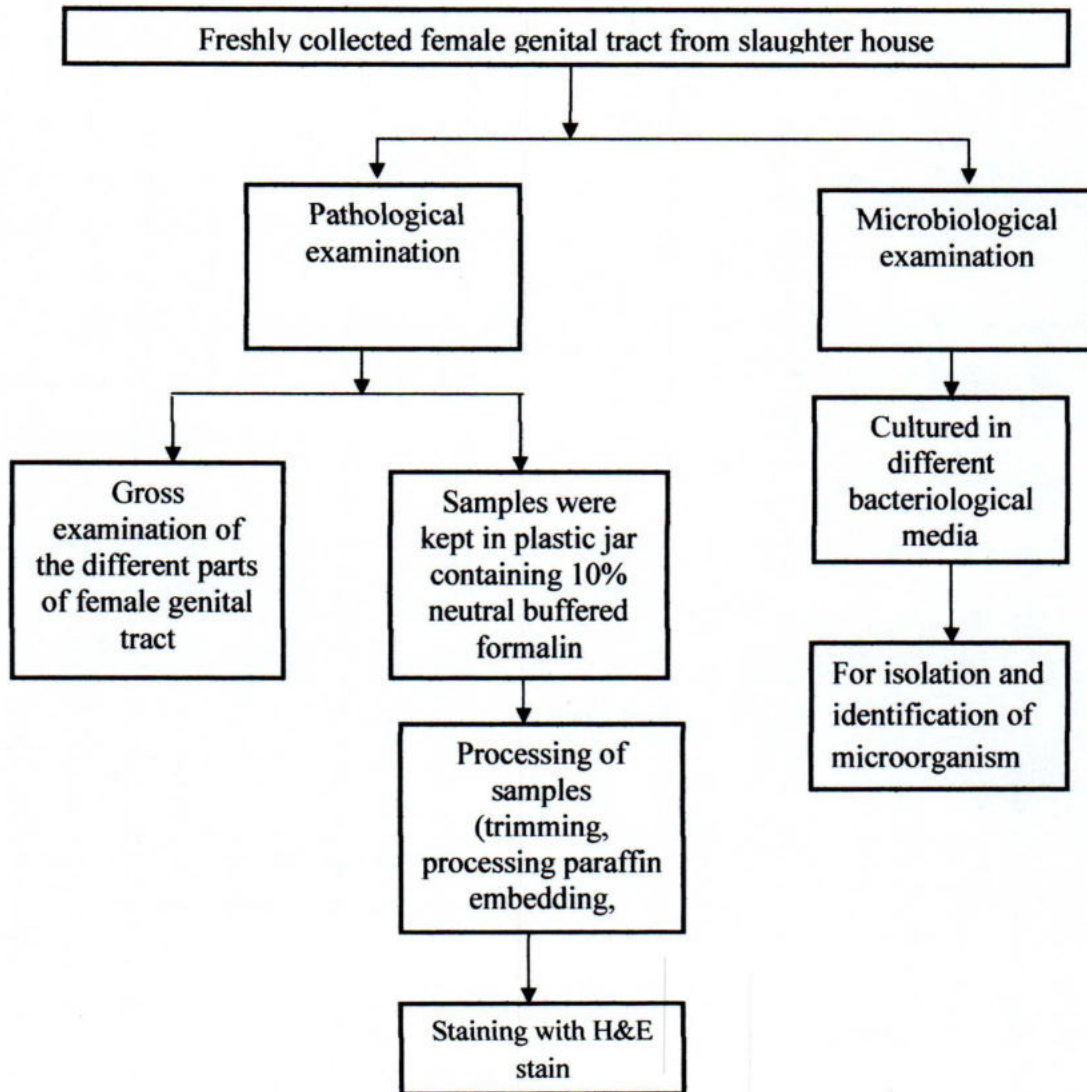 Freshly collected female genital tract from slaughter house
Pathological
examination
Microbiological
examination
Gross
examination of
the different parts
of female genital
tract
Samples were
kept in plastic jar
containing 10%
neutral buffered
formalin
Cultured in
different
bacteriological
media
For isolation and
identification of
microorganism
Processing of
samples
(trimming,
processing paraffin
embedding,
Staining with H&E
stain